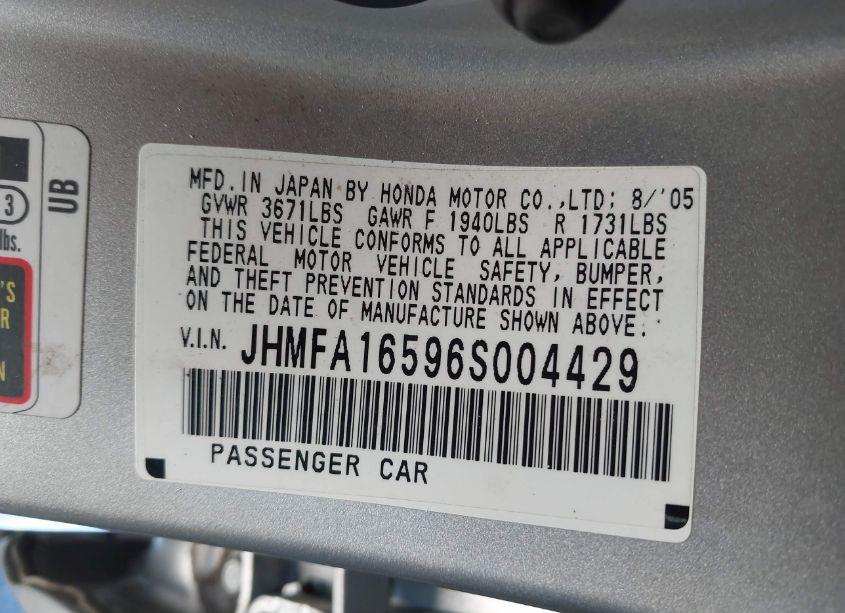 MFD. IN JAPAN BY HONDA MOTOR CO.,LTD: 8/'05
GVWR 3671LBS GAWR F 1940LBS R 1731LBS
THIS VEHICLE CONFORMS TO ALL APPLICABLE
FEDERAL MOTOR VEHICLE SAFETY, BUMPER,
AND THEFT PREVENTION STANDARDS IN EFFECT
ON THE DATE OF MANUFACTURE SHOWN ABOVE.
V.I.N. JHMFA16596S004429
PASSENGER CAR
UB
3
lbs.
'S
R
N